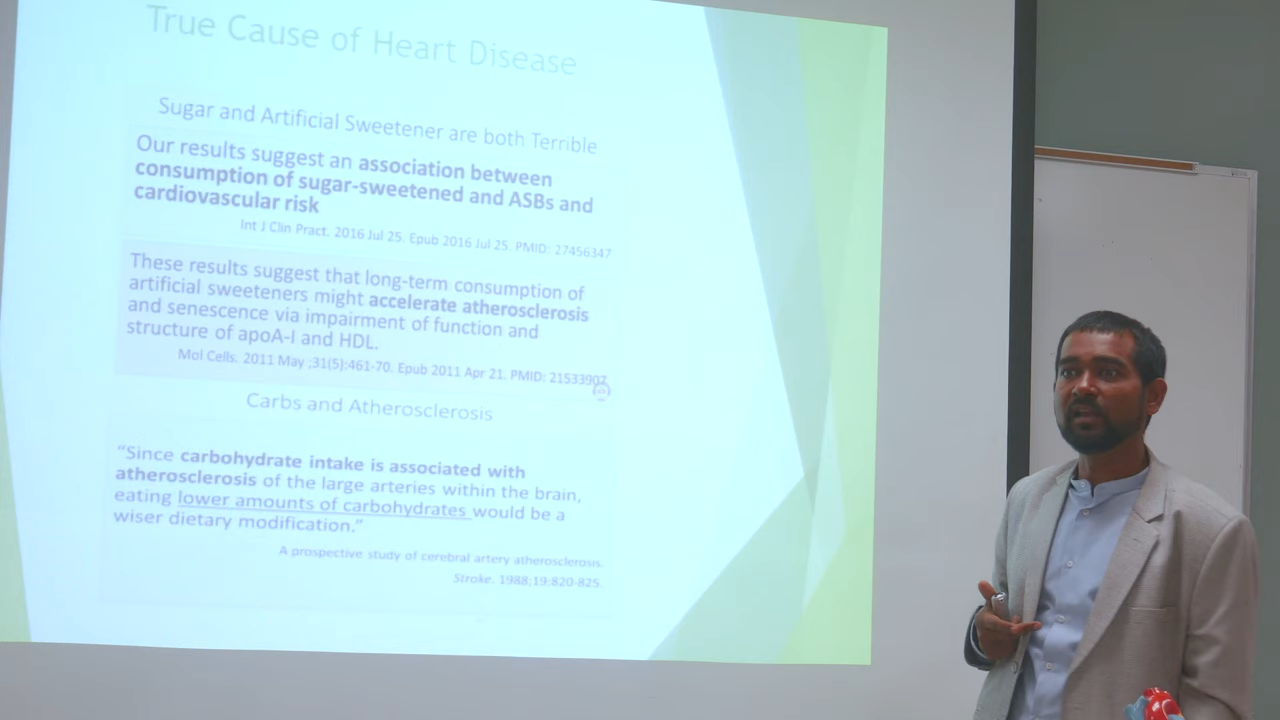 True Cause of Heart Disease
Sugar and Artificial Sweetener are both Terrible
Our results suggest an association between
consumption of sugar-sweetened and ASBs and
cardiovascular risk
Int J Clin Pract. 2016 Jul 25. Epub 2016 Jul 25. PMID: 27456347
These results suggest that long-term consumption of
artificial sweeteners might accelerate atherosclerosis
and senescence via impairment of function and
structure of apoA-I and HDL.
Mol Cells. 2011 May ;31(5):461-70. Epub 2011 Apr 21. PMID: 21533907
Carbs and Atherosclerosis
“Since carbohydrate intake is associated with
atherosclerosis of the large arteries within the brain,
eating lower amounts of carbohydrates would be a
wiser dietary modification.”
A prospective study of cerebral artery atherosclerosis.
Stroke. 1988;19:820-825.